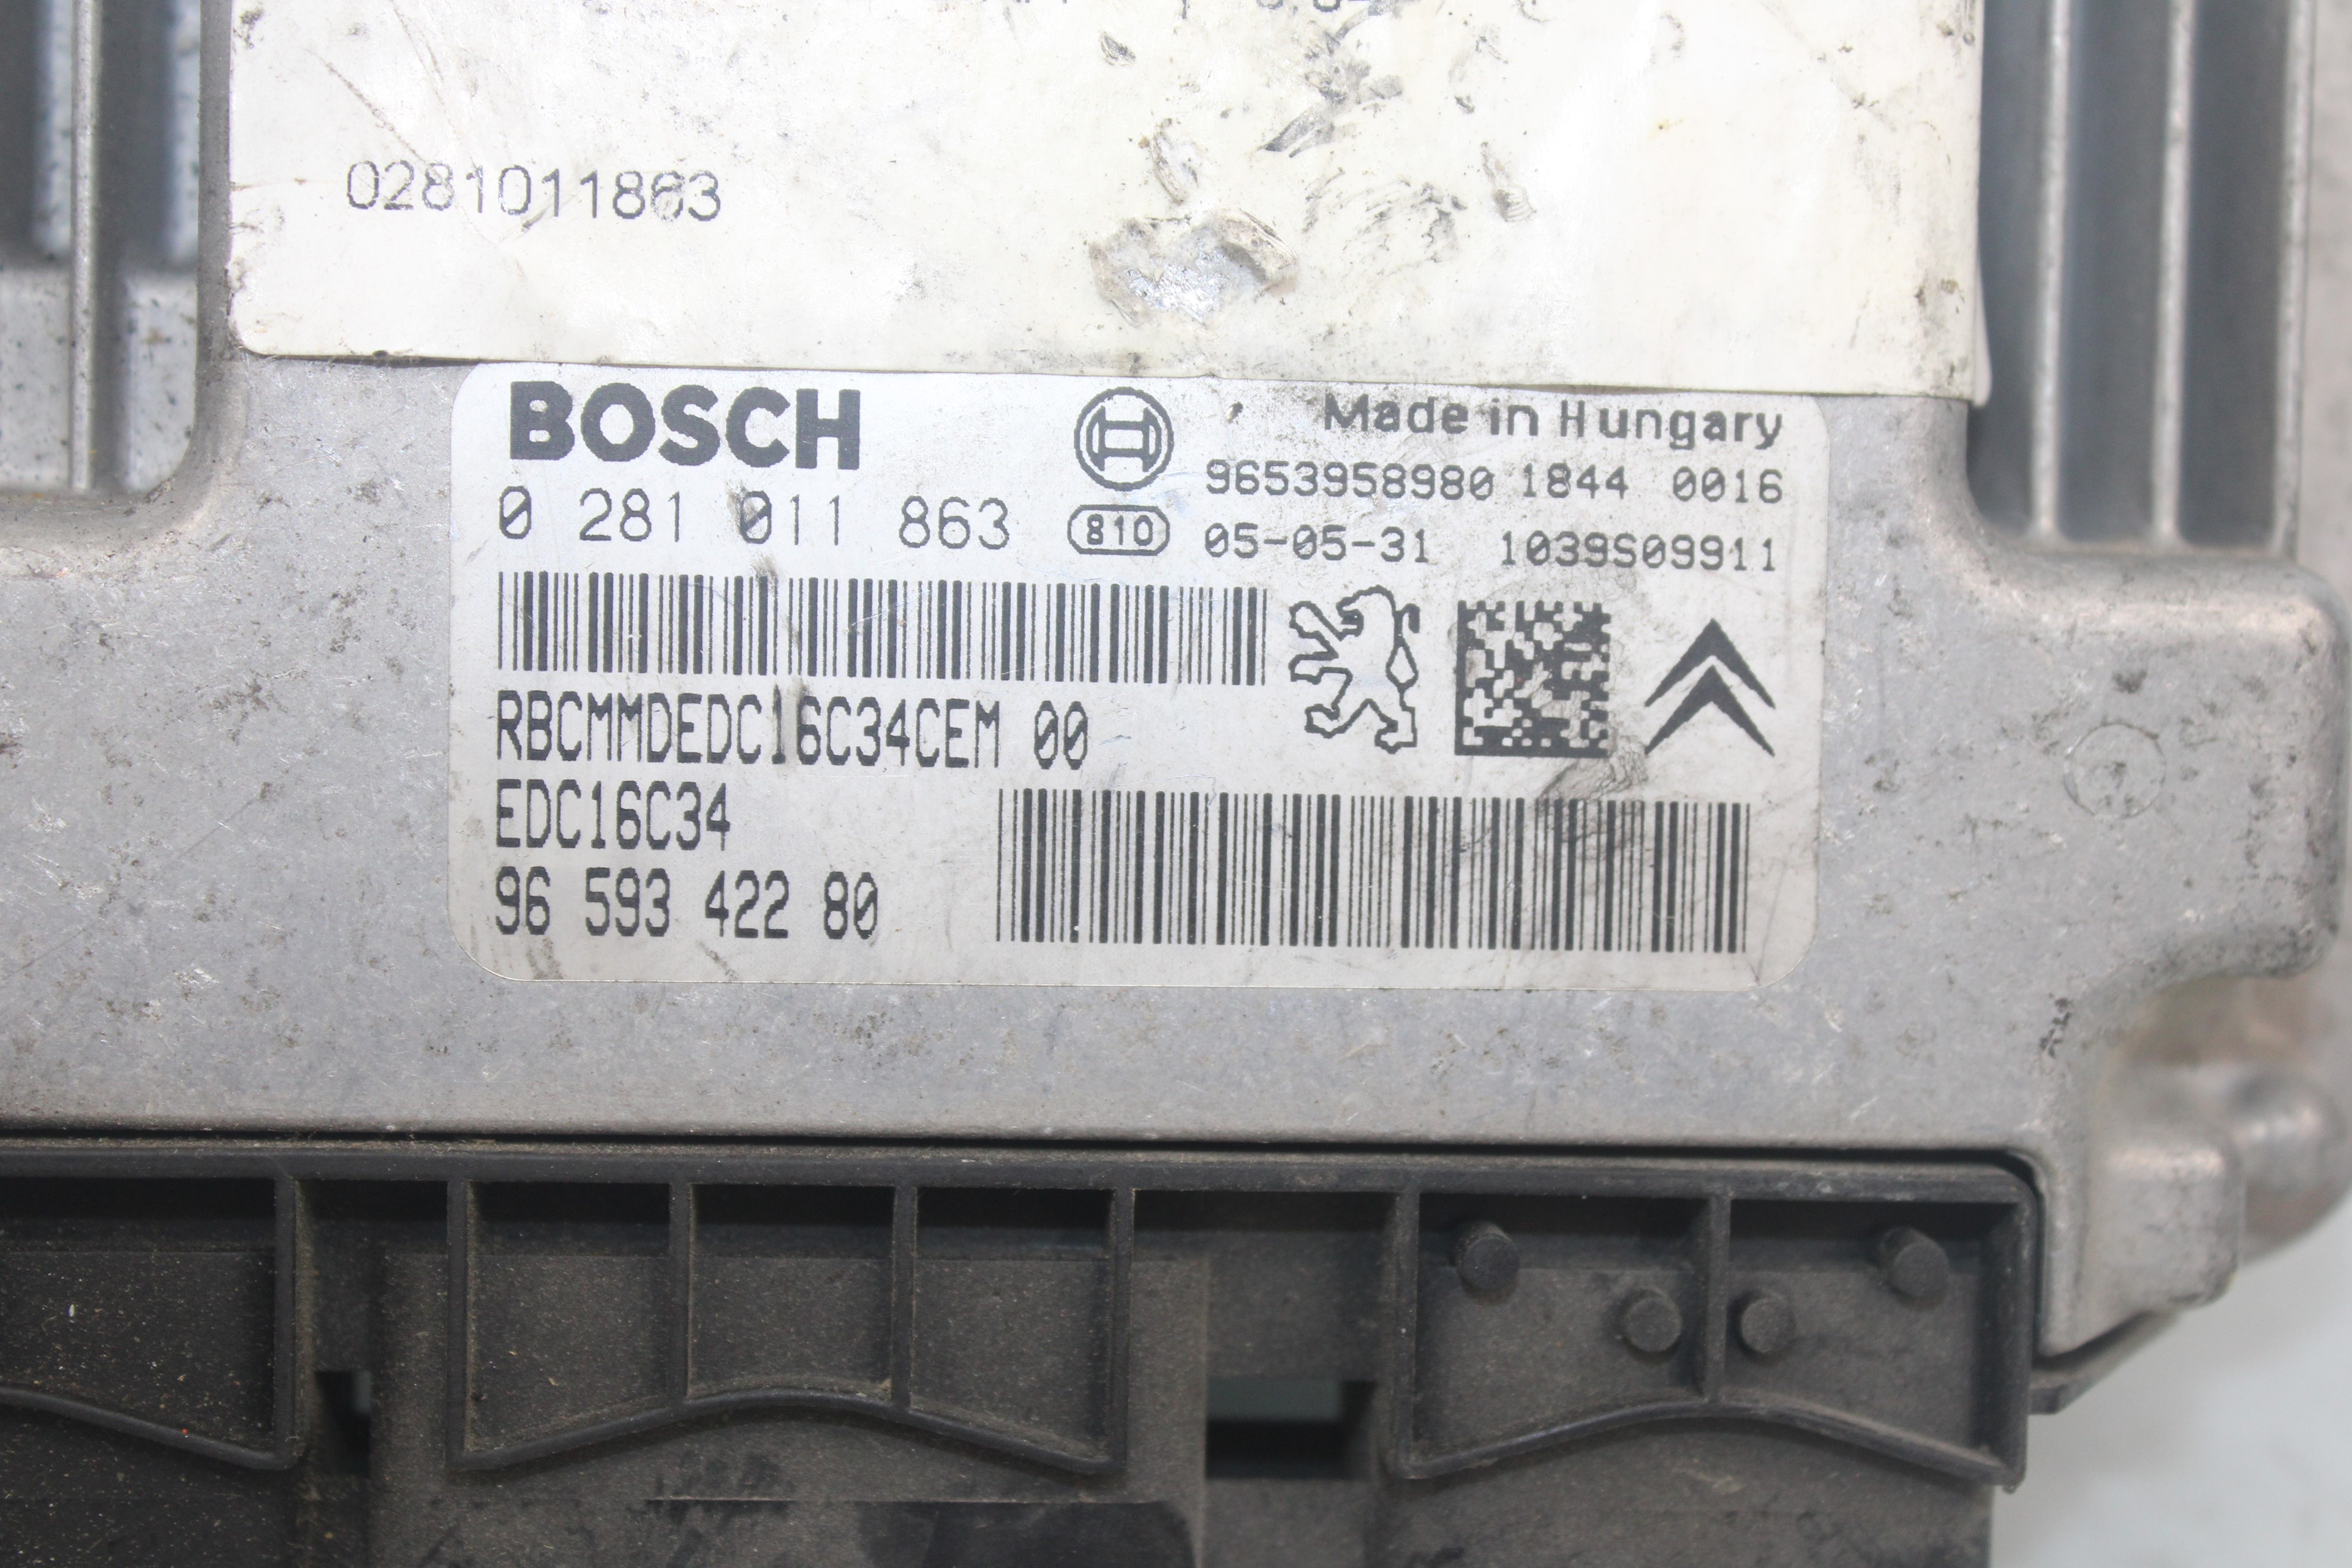 0281011863
BOSCH
Made in Hungary
9653958980 1844 0016
0 281 011 863
810
05-05-31 1039S09911
RBCMMDEDC16C34CEM 00
EDC16C34
96 593 422 80